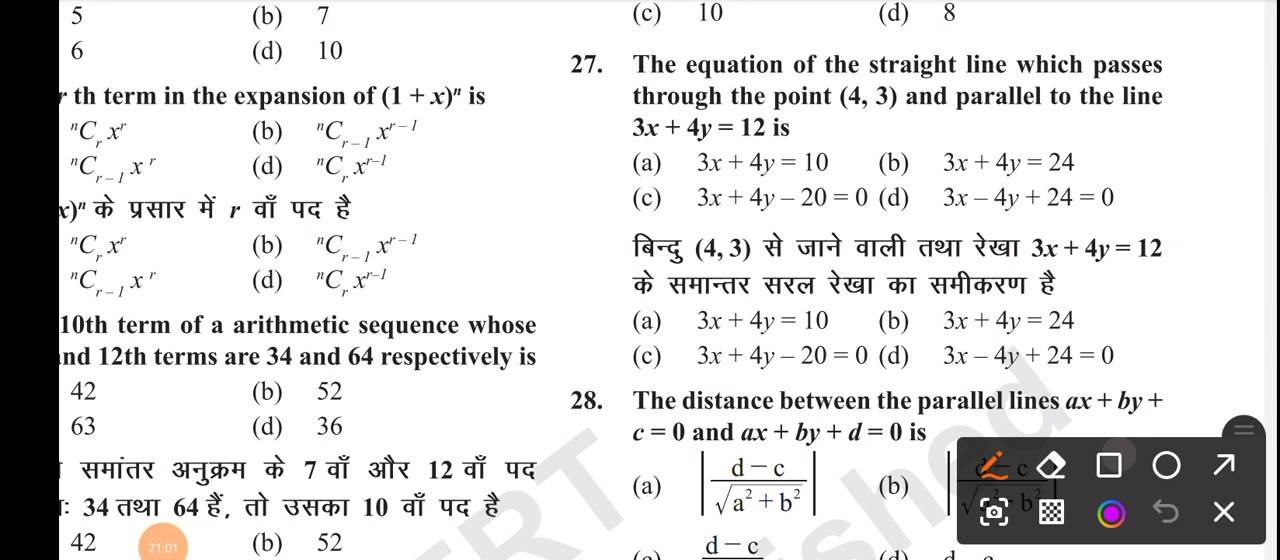 5 (b) 7
6 (d) 10
r th term in the expansion of (1 + x)ⁿ is
ⁿCᵣ xʳ (b) ⁿCᵣ₋₁ xʳ⁻¹
ⁿCᵣ₋₁ xʳ (d) ⁿCᵣ xʳ⁻¹
x)ⁿ के प्रसार में r वाँ पद है
ⁿCᵣ xʳ (b) ⁿCᵣ₋₁ xʳ⁻¹
ⁿCᵣ₋₁ xʳ (d) ⁿCᵣ xʳ⁻¹
10th term of a arithmetic sequence whose
and 12th terms are 34 and 64 respectively is
42 (b) 52
63 (d) 36
समांतर अनुक्रम के 7 वाँ और 12 वाँ पद
: 34 तथा 64 हैं, तो उसका 10 वाँ पद है
42 (b) 52
21:01
(c) 10 (d) 8
27. The equation of the straight line which passes
through the point (4, 3) and parallel to the line
3x + 4y = 12 is
(a) 3x + 4y = 10 (b) 3x + 4y = 24
(c) 3x + 4y – 20 = 0 (d) 3x – 4y + 24 = 0
बिन्दु (4, 3) से जाने वाली तथा रेखा 3x + 4y = 12
के समान्तर सरल रेखा का समीकरण है
(a) 3x + 4y = 10 (b) 3x + 4y = 24
(c) 3x + 4y – 20 = 0 (d) 3x – 4y + 24 = 0
28. The distance between the parallel lines ax + by +
c = 0 and ax + by + d = 0 is
(a) |(d – c)/√(a² + b²)| (b)
d – c